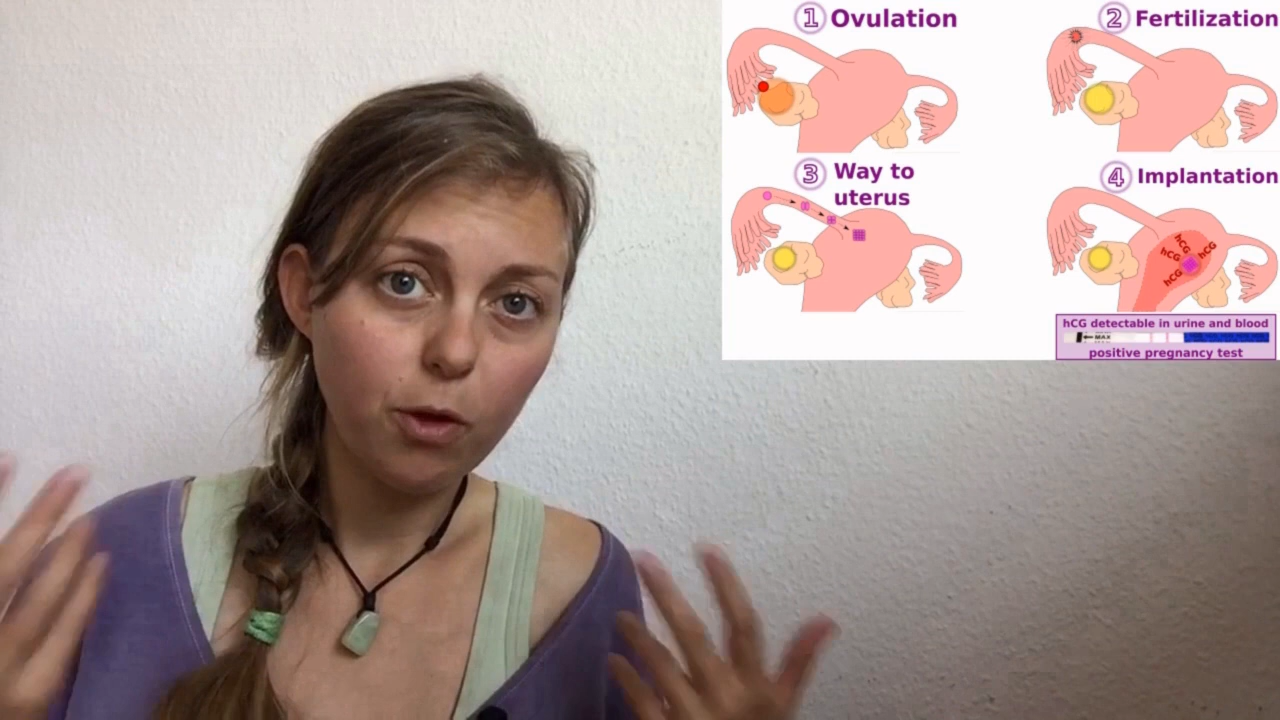 1 Ovulation
2 Fertilization
3 Way to
uterus
4 Implantation
hCG
hCG
hCG
hCG
hCG detectable in urine and blood
MAX
positive pregnancy test